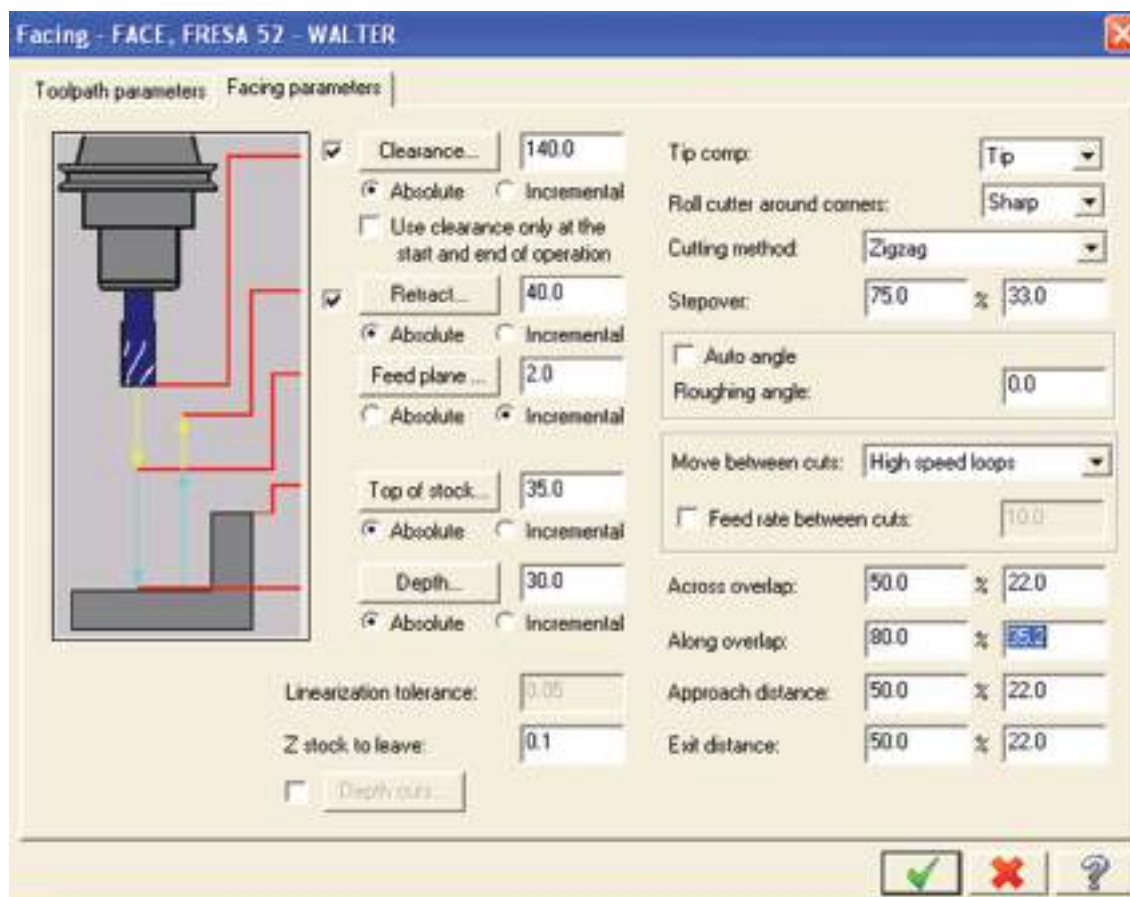 Facing - FACE, FRESA 52 - WALTER
Toolpath parameters
Facing parameters
Clearance...
140.0
Absolute
Incremental
Use clearance only at the
start and end of operation
Retract...
40.0
Absolute
Incremental
Feed plane ...
2.0
Absolute
Incremental
Top of stock...
35.0
Absolute
Incremental
Depth...
30.0
Absolute
Incremental
Linearization tolerance:
0.05
Z stock to leave:
0.1
Depth cuts...
Tip comp:
Tip
Roll cutter around corners:
Sharp
Cutting method:
Zigzag
Stepover:
75.0 % 33.0
Auto angle
Roughing angle:
0.0
Move between cuts:
High speed loops
Feed rate between cuts:
10.0
Across overlap:
50.0 % 22.0
Along overlap:
80.0 % 35.2
Approach distance:
50.0 % 22.0
Exit distance:
50.0 % 22.0